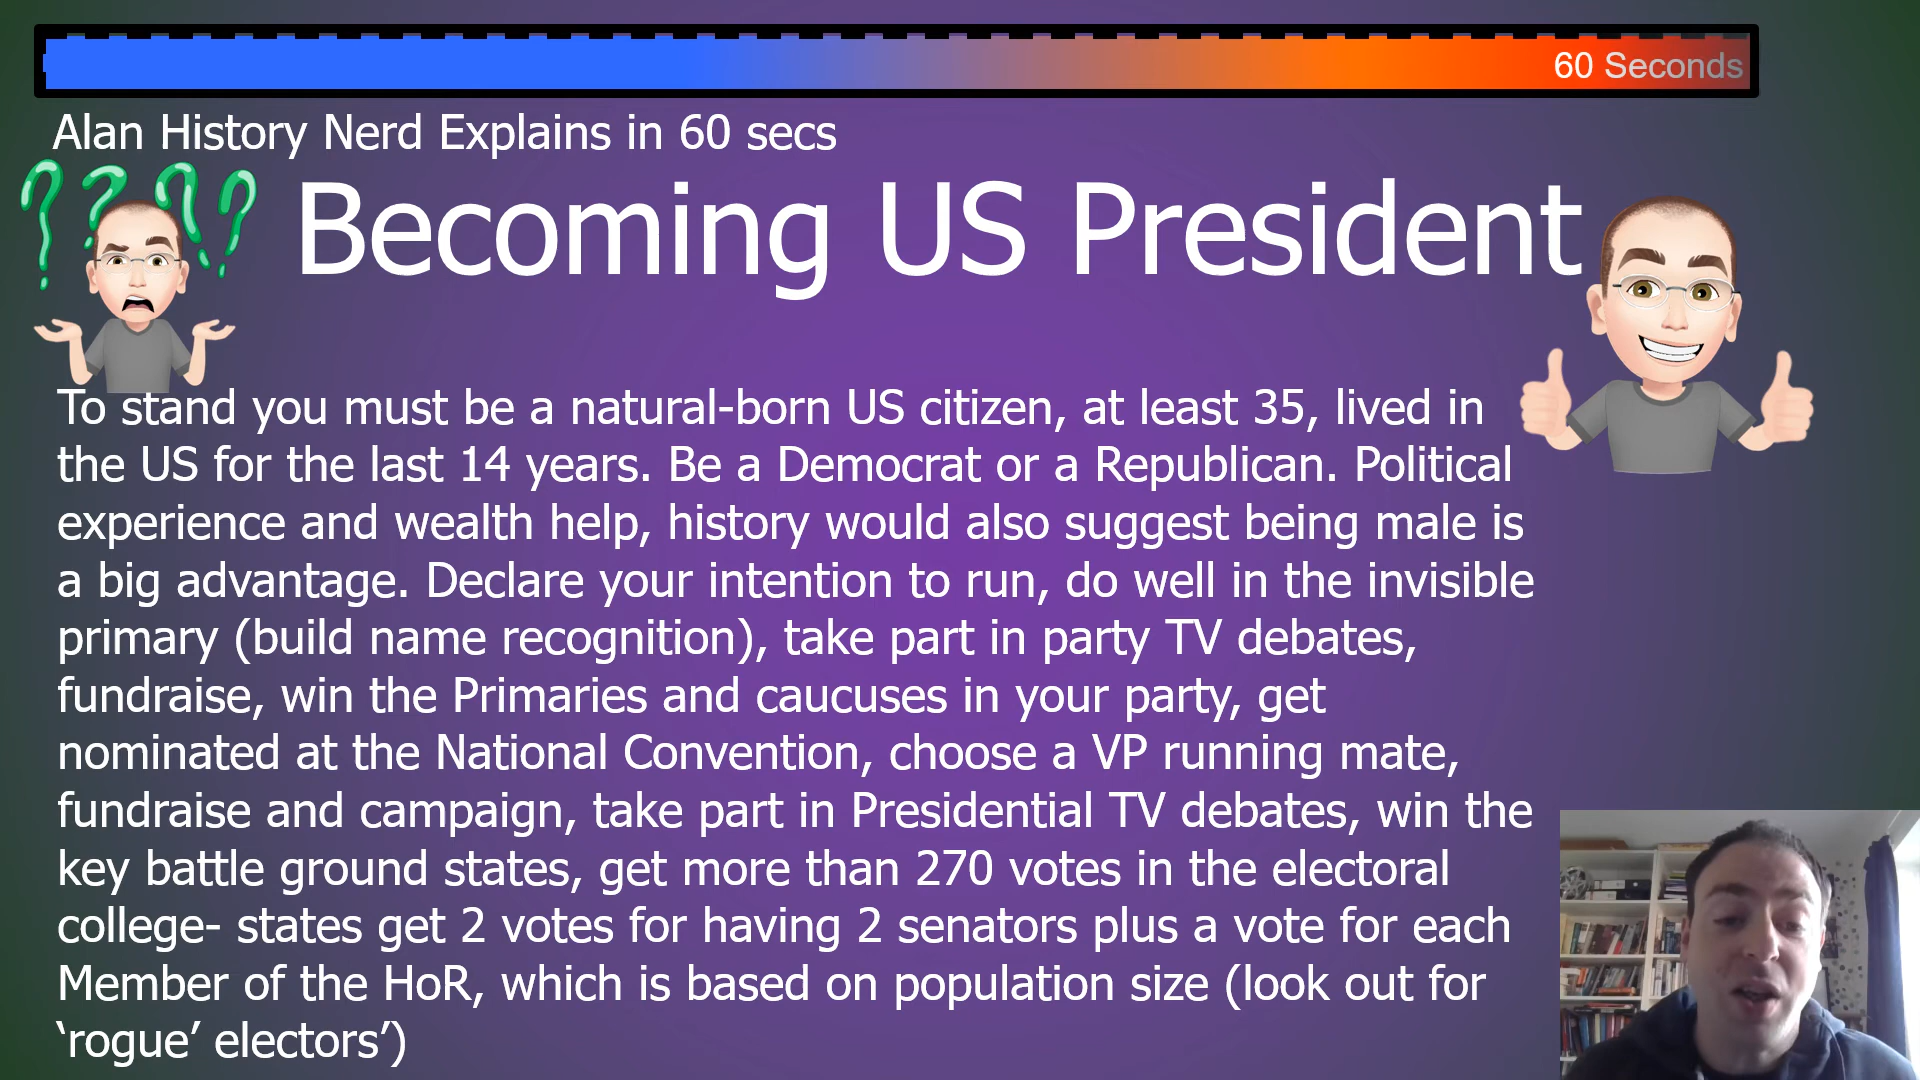 60 Seconds
Alan History Nerd Explains in 60 secs
Becoming US President
To stand you must be a natural-born US citizen, at least 35, lived in
the US for the last 14 years. Be a Democrat or a Republican. Political
experience and wealth help, history would also suggest being male is
a big advantage. Declare your intention to run, do well in the invisible
primary (build name recognition), take part in party TV debates,
fundraise, win the Primaries and caucuses in your party, get
nominated at the National Convention, choose a VP running mate,
fundraise and campaign, take part in Presidential TV debates, win the
key battle ground states, get more than 270 votes in the electoral
college- states get 2 votes for having 2 senators plus a vote for each
Member of the HoR, which is based on population size (look out for
‘rogue’ electors’)